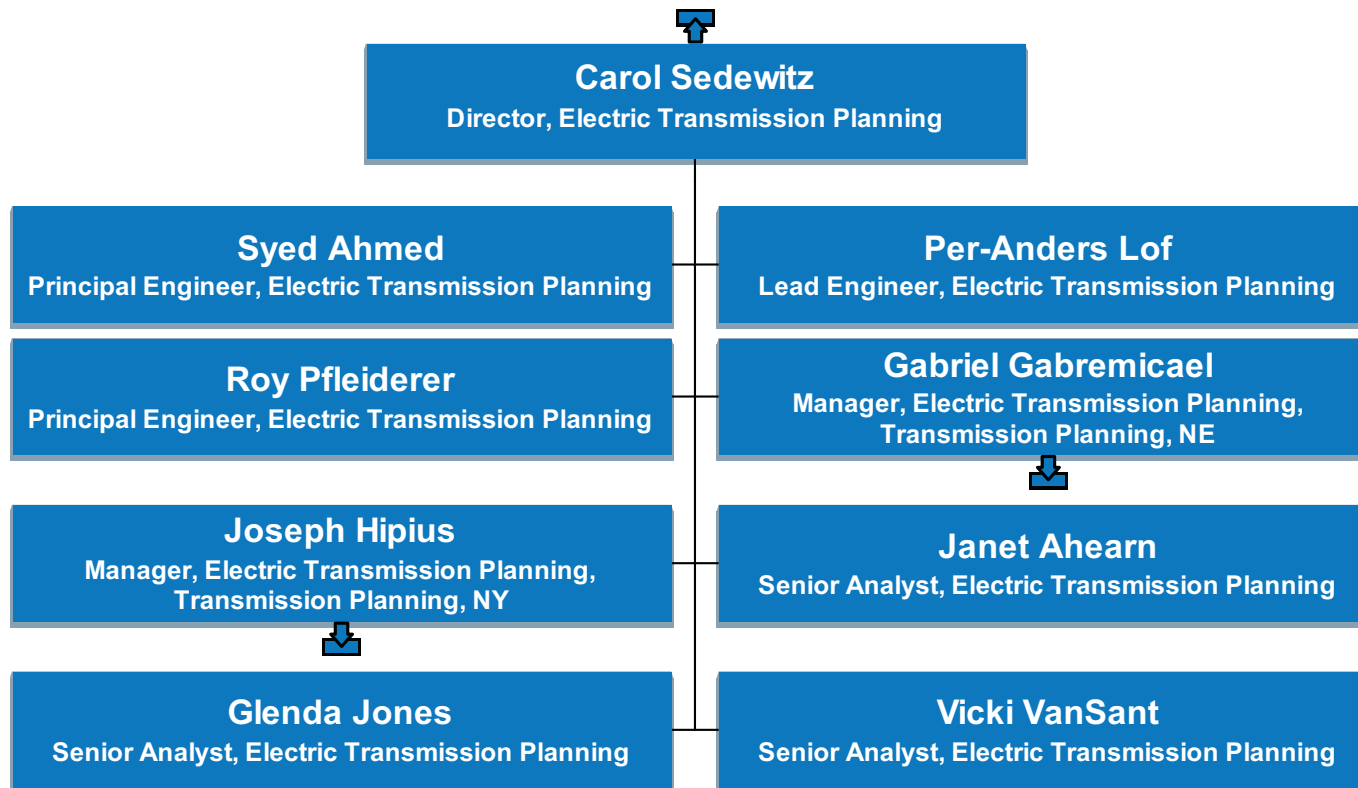 Carol Sedewitz
Director, Electric Transmission Planning
Syed Ahmed
Principal Engineer, Electric Transmission Planning
Per-Anders Lof
Lead Engineer, Electric Transmission Planning
Roy Pfleiderer
Principal Engineer, Electric Transmission Planning
Gabriel Gabremicael
Manager, Electric Transmission Planning,
Transmission Planning, NE
Joseph Hipius
Manager, Electric Transmission Planning,
Transmission Planning, NY
Janet Ahearn
Senior Analyst, Electric Transmission Planning
Glenda Jones
Senior Analyst, Electric Transmission Planning
Vicki VanSant
Senior Analyst, Electric Transmission Planning